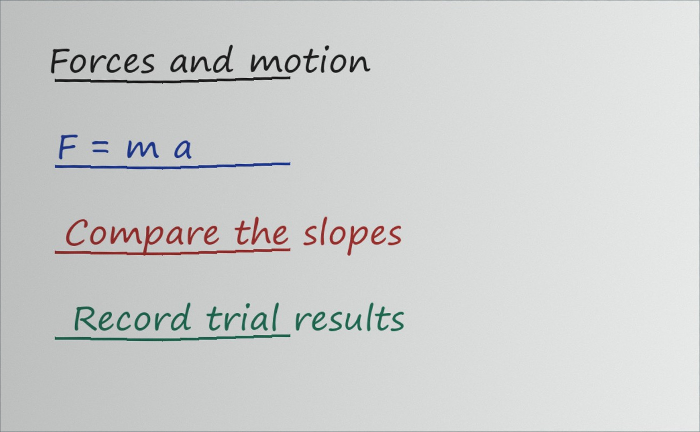 Forces and motion
F = m a
Compare the slopes
Record trial results